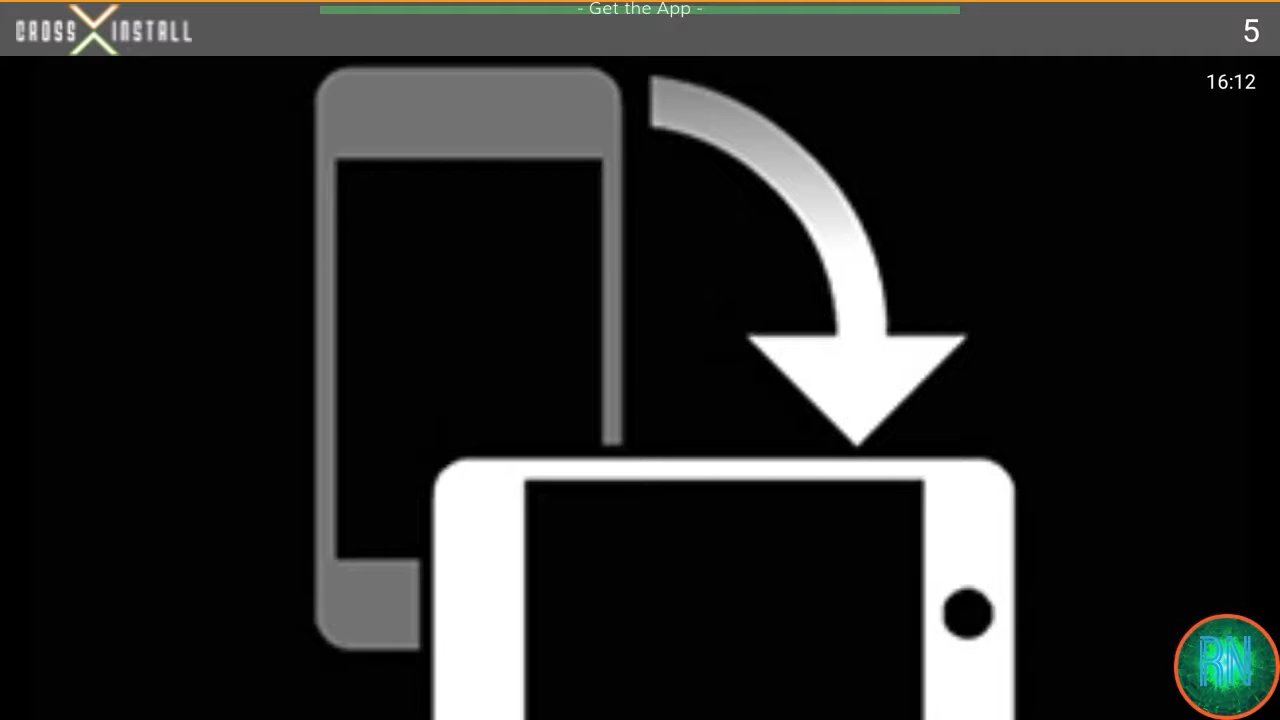 - Get the App -
CROSS INSTALL
5
16:12
RN